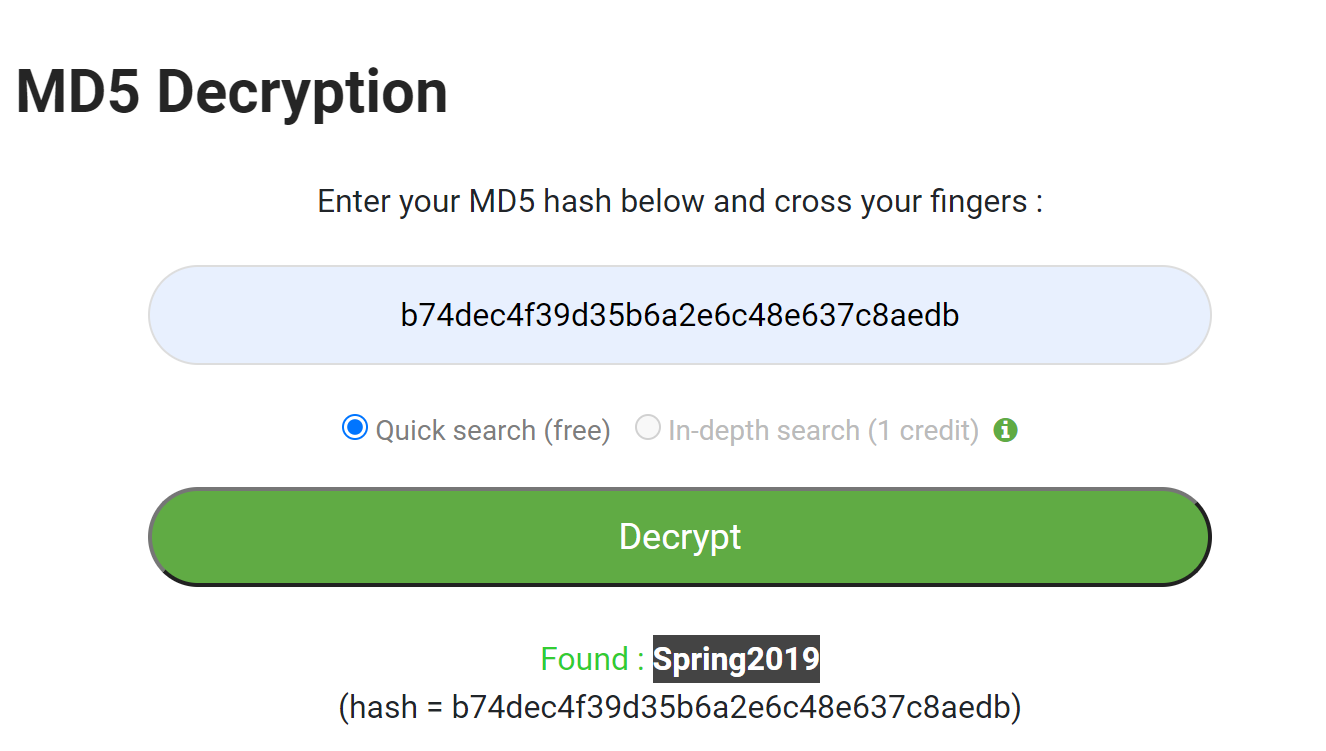 MD5 Decryption
Enter your MD5 hash below and cross your fingers :
b74dec4f39d35b6a2e6c48e637c8aedb
Quick search (free) In-depth search (1 credit)
Decrypt
Found : Spring2019
(hash = b74dec4f39d35b6a2e6c48e637c8aedb)